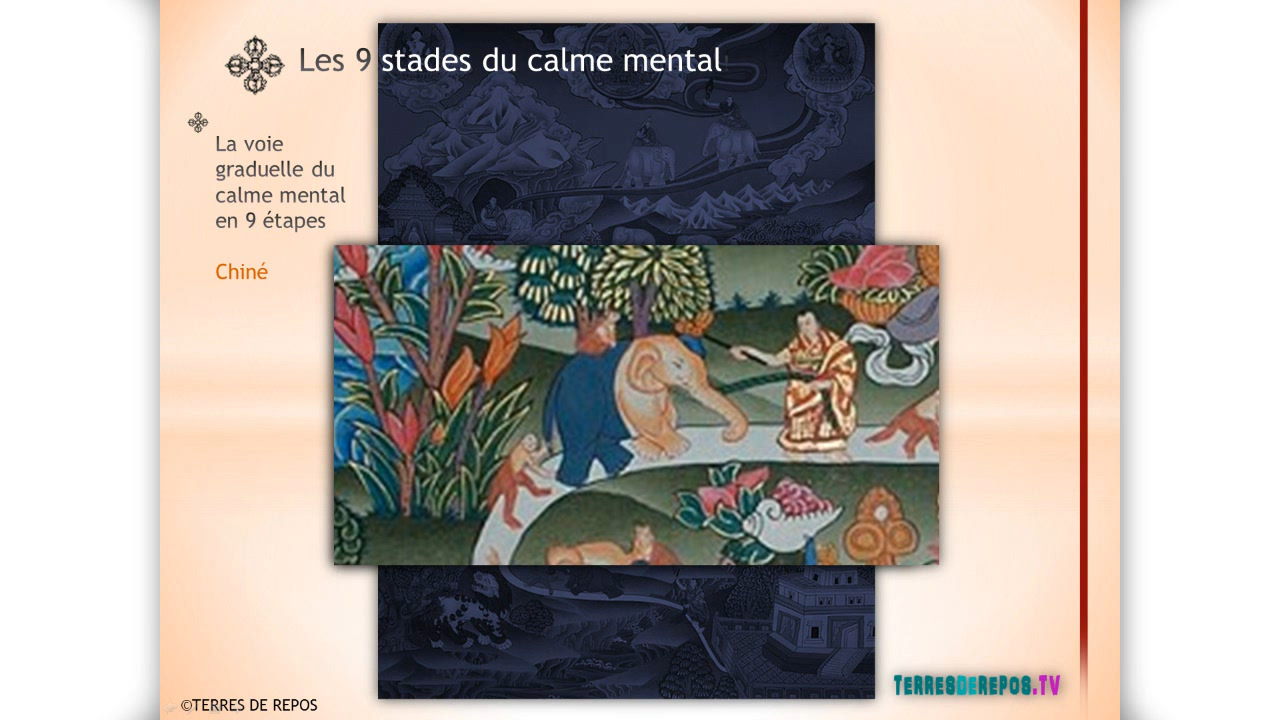 Les 9 stades du calme mental
La voie
graduelle du
calme mental
en 9 étapes
Chiné
©TERRES DE REPOS
TERRESDEREPOS.TV